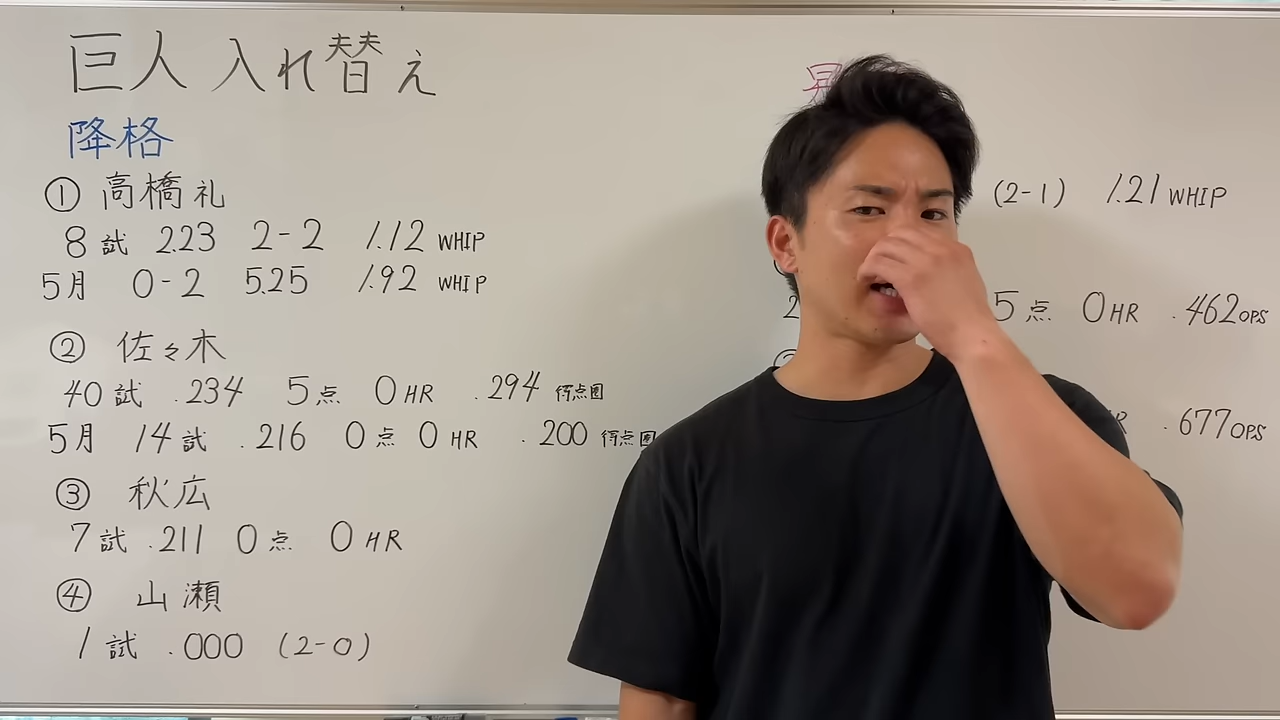 巨人 入れ替え
降格
① 高橋礼
8試 2.23 2-2 1.12 WHIP
5月 0-2 5.25 1.92 WHIP
② 佐々木
40試 .234 5点 0HR .294 得点圏
5月 14試 .216 0点 0HR .200 得点圏
③ 秋広
7試 .211 0点 0HR
④ 山瀬
1試 .000 (2-0)
(2-1) 1.21 WHIP
5点 0HR .462 OPS
.677 OPS